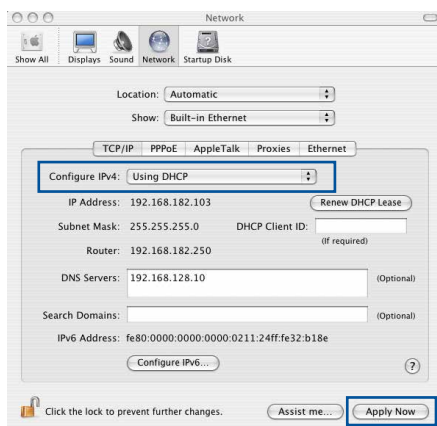 Network
Show All Displays Sound Network Startup Disk
Location: Automatic
Show: Built-in Ethernet
TCP/IP PPPoE AppleTalk Proxies Ethernet
Configure IPv4: Using DHCP
IP Address: 192.168.182.103 Renew DHCP Lease
Subnet Mask: 255.255.255.0 DHCP Client ID:
(If required)
Router: 192.168.182.250
DNS Servers: 192.168.128.10 (Optional)
Search Domains: (Optional)
IPv6 Address: fe80:0000:0000:0000:0211:24ff:fe32:b18e
Configure IPv6... ?
Click the lock to prevent further changes. Assist me... Apply Now